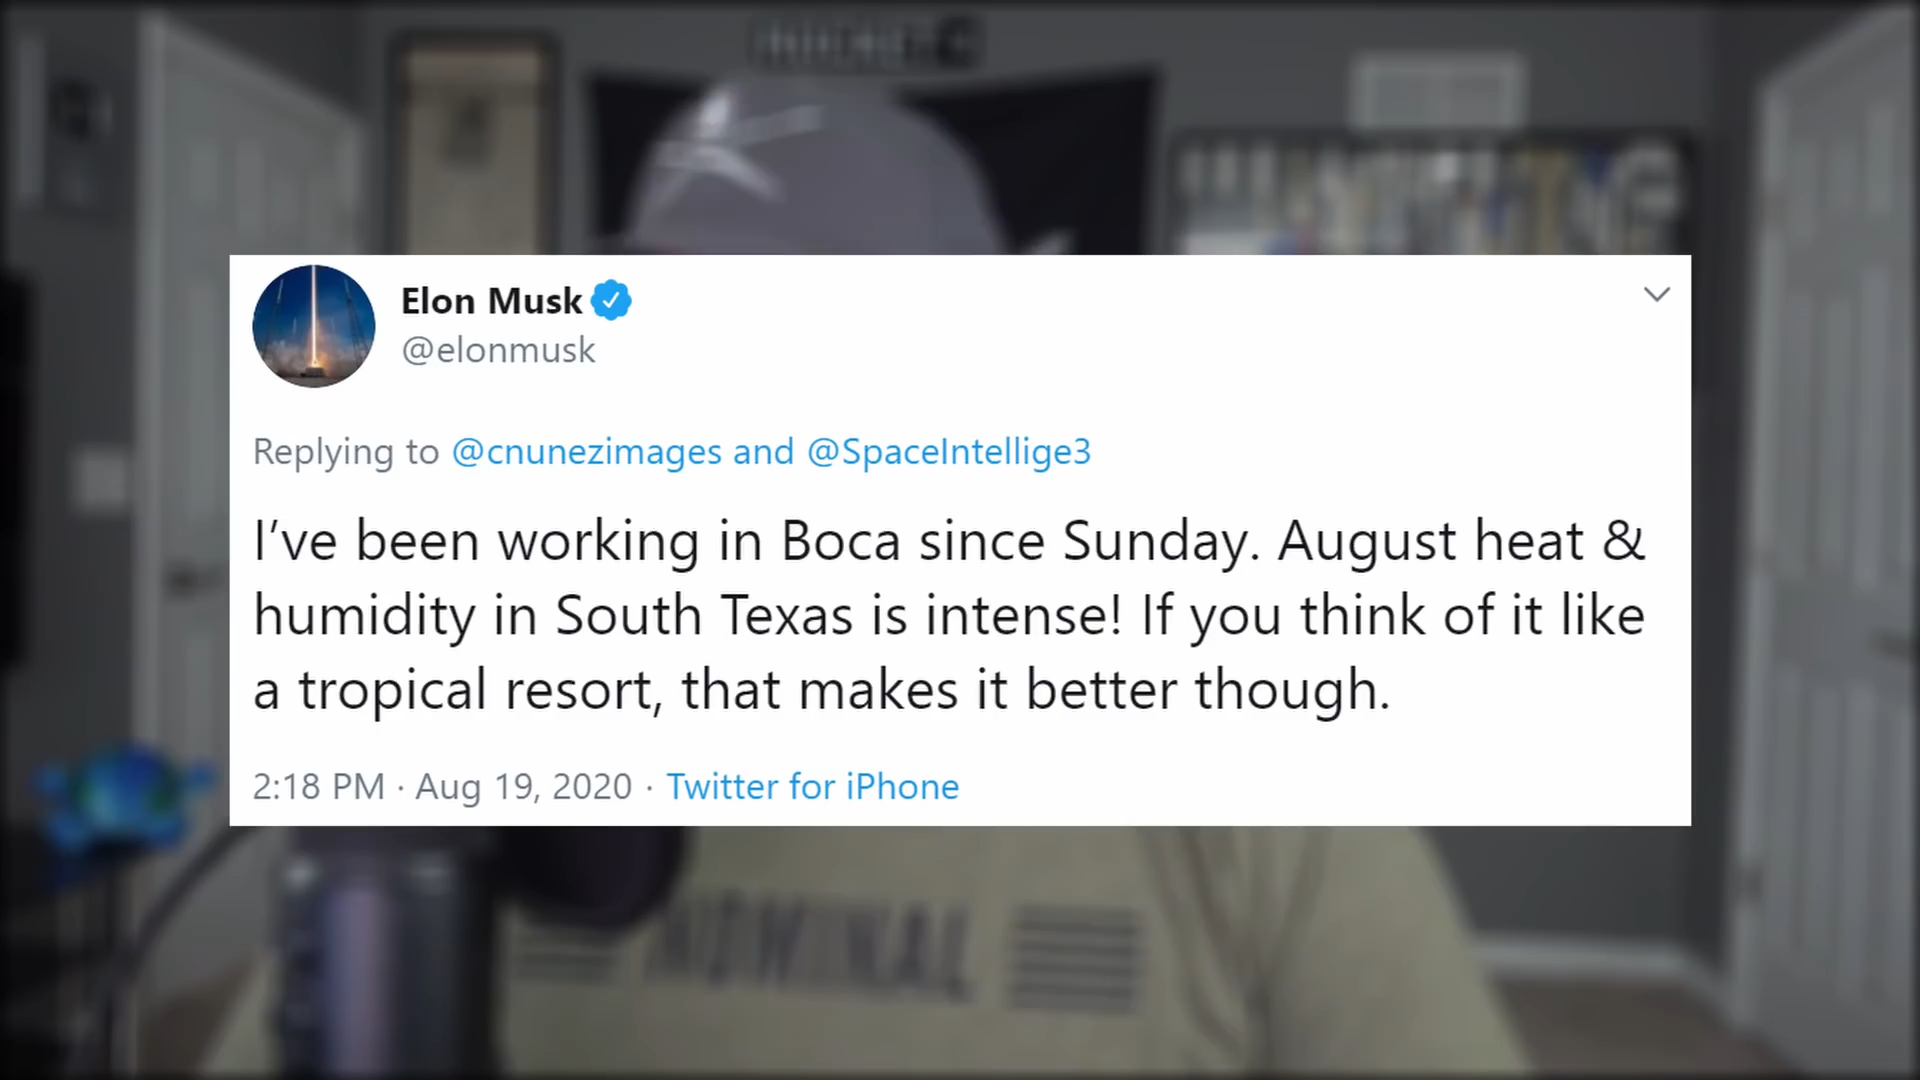 Elon Musk
@elonmusk
Replying to @cnunezimages and @SpaceIntellige3
I’ve been working in Boca since Sunday. August heat &
humidity in South Texas is intense! If you think of it like
a tropical resort, that makes it better though.
2:18 PM · Aug 19, 2020 · Twitter for iPhone
NOMINAL